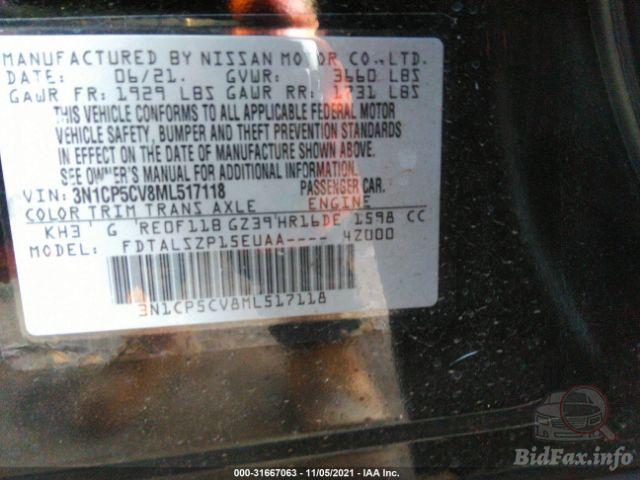 MANUFACTURED BY NISSAN MOTOR CO.,LTD.
DATE: 06/21. GVWR: 3660 LBS
GAWR FR: 1929 LBS GAWR RR: 1731 LBS
THIS VEHICLE CONFORMS TO ALL APPLICABLE FEDERAL MOTOR
VEHICLE SAFETY, BUMPER AND THEFT PREVENTION STANDARDS
IN EFFECT ON THE DATE OF MANUFACTURE SHOWN ABOVE.
SEE OWNER'S MANUAL FOR ADDITIONAL INFORMATION.
VIN: 3N1CP5CV8ML517118 PASSENGER CAR.
COLOR TRIM TRANS AXLE ENGINE
KH3 G RE0F11B GZ39 HR16DE 1598 CC
MODEL: FDTALSZP15EUAA---- 4Z000
3N1CP5CV8ML517118
000-31667063 - 11/05/2021 - IAA Inc.
BidFax.info